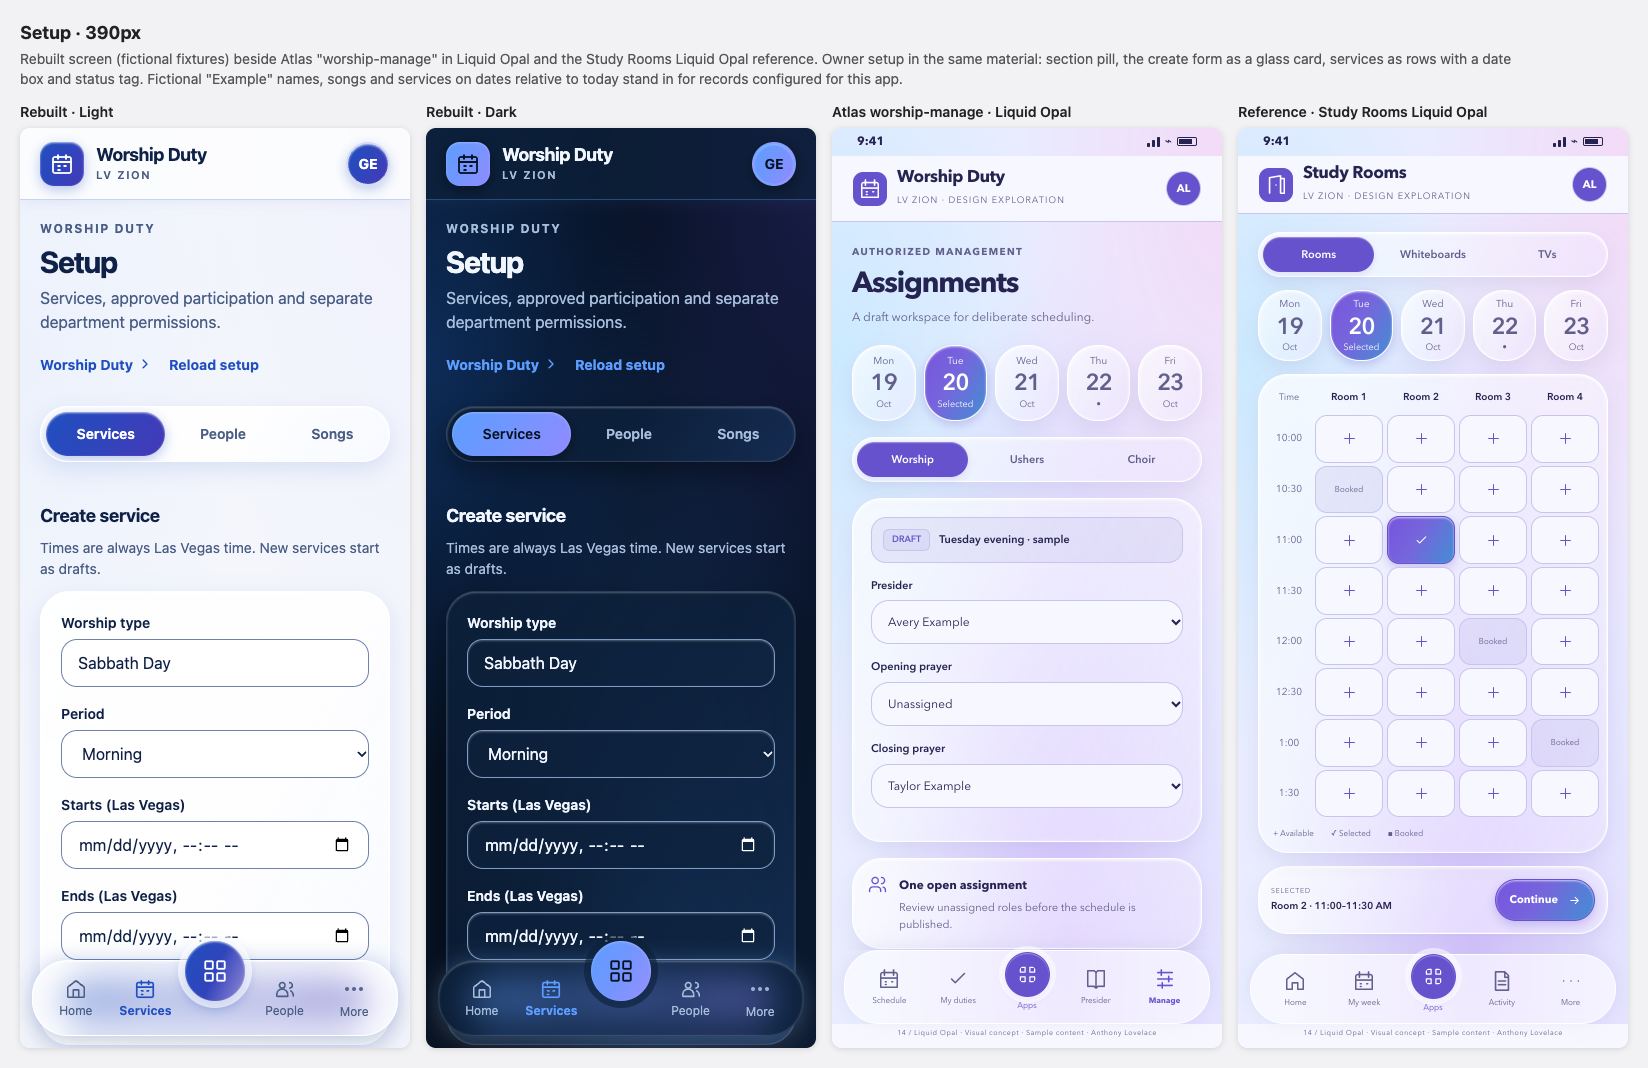 Setup · 390px
Rebuilt screen (fictional fixtures) beside Atlas "worship-manage" in Liquid Opal and the Study Rooms Liquid Opal reference. Owner setup in the same material: section pill, the create form as a glass card, services as rows with a date
box and status tag. Fictional "Example" names, songs and services on dates relative to today stand in for records configured for this app.
Rebuilt · Light
Worship Duty
LV ZION
GE
WORSHIP DUTY
Setup
Services, approved participation and separate
department permissions.
Worship Duty
Reload setup
Services
People
Songs
Create service
Times are always Las Vegas time. New services start
as drafts.
Worship type
Sabbath Day
Period
Morning
Starts (Las Vegas)
mm/dd/yyyy, --:-- --
Ends (Las Vegas)
mm/dd/yyyy, --:-- --
Home
Services
People
More
Rebuilt · Dark
Worship Duty
LV ZION
GE
WORSHIP DUTY
Setup
Services, approved participation and separate
department permissions.
Worship Duty
Reload setup
Services
People
Songs
Create service
Times are always Las Vegas time. New services start
as drafts.
Worship type
Sabbath Day
Period
Morning
Starts (Las Vegas)
mm/dd/yyyy, --:-- --
Ends (Las Vegas)
mm/dd/yyyy, --:-- --
Home
Services
People
More
Atlas worship-manage · Liquid Opal
9:41
Worship Duty
LV ZION · DESIGN EXPLORATION
AL
AUTHORIZED MANAGEMENT
Assignments
A draft workspace for deliberate scheduling.
Mon Tue Wed Thu Fri
19 20 21 22 23
Oct Selected Oct • Oct
Worship
Ushers
Choir
DRAFT
Tuesday evening · sample
Presider
Avery Example
Opening prayer
Unassigned
Closing prayer
Taylor Example
One open assignment
Review unassigned roles before the schedule is
published.
Schedule
My duties
Apps
Presider
Manage
14 / Liquid Opal · Visual concept · Sample content · Anthony Lovelace
Reference · Study Rooms Liquid Opal
9:41
Study Rooms
LV ZION · DESIGN EXPLORATION
AL
Rooms
Whiteboards
TVs
Mon Tue Wed Thu Fri
19 20 21 22 23
Oct Selected Oct • Oct
Time Room 1 Room 2 Room 3 Room 4
10:00 + + + +
10:30 Booked + + +
11:00 + ✓ + +
11:30 + + + +
12:00 + + Booked +
12:30 + + + +
1:00 + + + Booked
1:30 + + + +
+ Available ✓ Selected ■ Booked
SELECTED
Room 2 · 11:00–11:30 AM
Continue →
Home
My week
Apps
Activity
More
14 / Liquid Opal · Visual concept · Sample content · Anthony Lovelace